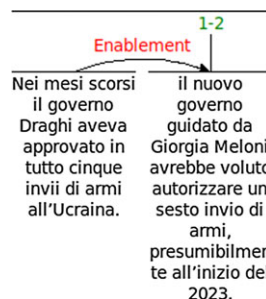 1-2
Enablement
Nei mesi scorsi
il governo
Draghi aveva
approvato in
tutto cinque
invii di armi
all’Ucraina.
il nuovo
governo
guidato da
Giorgia Meloni
avrebbe voluto
autorizzare un
sesto invio di
armi,
presumibilmen
te all’inizio de
2023.